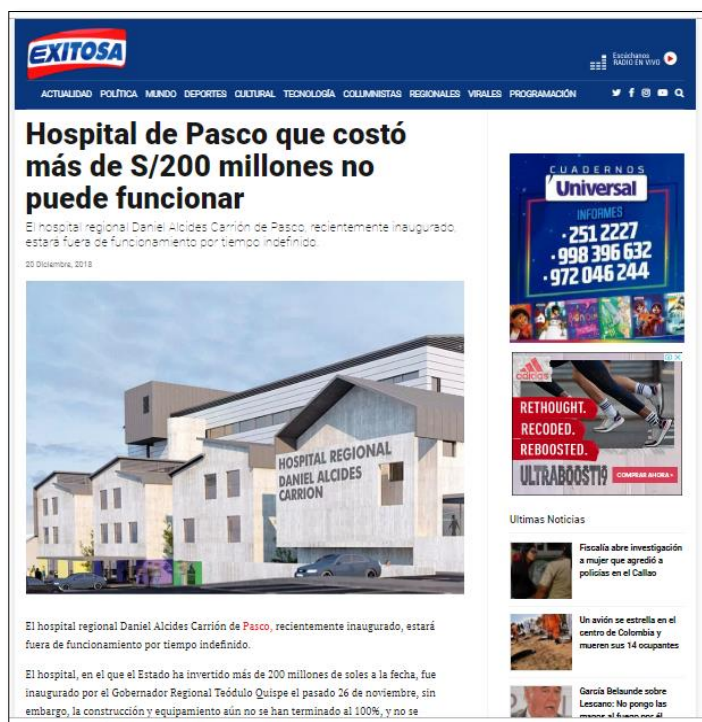 EXITOSA
Escúchanos
RADIO EN VIVO
ACTUALIDAD POLÍTICA MUNDO DEPORTES CULTURAL TECNOLOGÍA COLUMNISTAS REGIONALES VIRALES PROGRAMACIÓN
Hospital de Pasco que costó
más de S/200 millones no
puede funcionar
El hospital regional Daniel Alcides Carrión de Pasco, recientemente inaugurado,
estará fuera de funcionamiento por tiempo indefinido.
20 Diciembre, 2018
HOSPITAL REGIONAL
DANIEL ALCIDES
CARRION
El hospital regional Daniel Alcides Carrión de Pasco, recientemente inaugurado, estará
fuera de funcionamiento por tiempo indefinido.
El hospital, en el que el Estado ha invertido más de 200 millones de soles a la fecha, fue
inaugurado por el Gobernador Regional Teódulo Quispe el pasado 26 de noviembre, sin
embargo, la construcción y equipamiento aún no se han terminado al 100%, y no se
CUADERNOS
Universal
INFORMES
· 251 2227
· 998 396 632
· 972 046 244
adidas
RETHOUGHT.
RECODED.
REBOOSTED.
ULTRABOOST19
COMPRAR AHORA
Ultimas Noticias
Fiscalía abre investigación
a mujer que agredió a
policías en el Callao
Un avión se estrella en el
centro de Colombia y
mueren sus 14 ocupantes
García Belaunde sobre
Lescano: No pongo las
manos al fuego por él